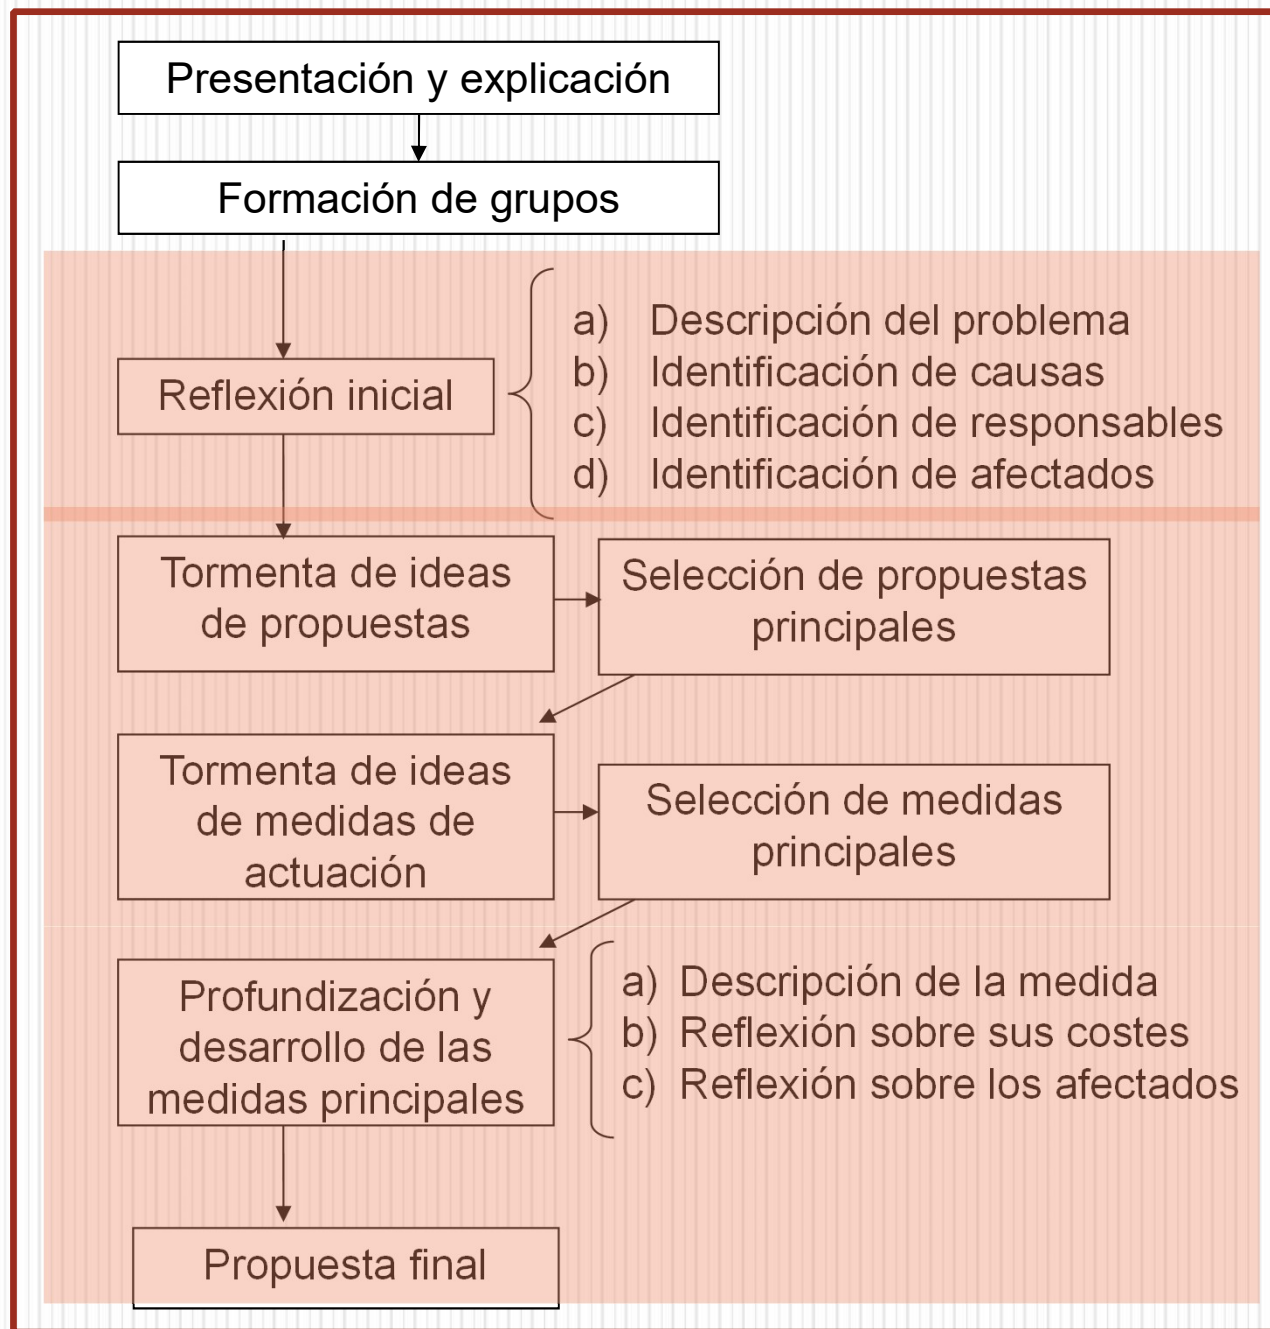 Presentación y explicación
Formación de grupos
Reflexión inicial
a) Descripción del problema
b) Identificación de causas
c) Identificación de responsables
d) Identificación de afectados
Tormenta de ideas
de propuestas
Selección de propuestas
principales
Tormenta de ideas
de medidas de
actuación
Selección de medidas
principales
Profundización y
desarrollo de las
medidas principales
a) Descripción de la medida
b) Reflexión sobre sus costes
c) Reflexión sobre los afectados
Propuesta final